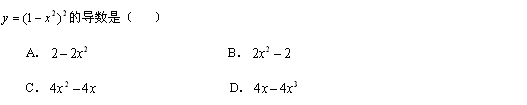 y = (1 − x²)² 的导数是（　　）
A． 2 − 2x²　　B． 2x² − 2
C． 4x² − 4x　　D． 4x − 4x³